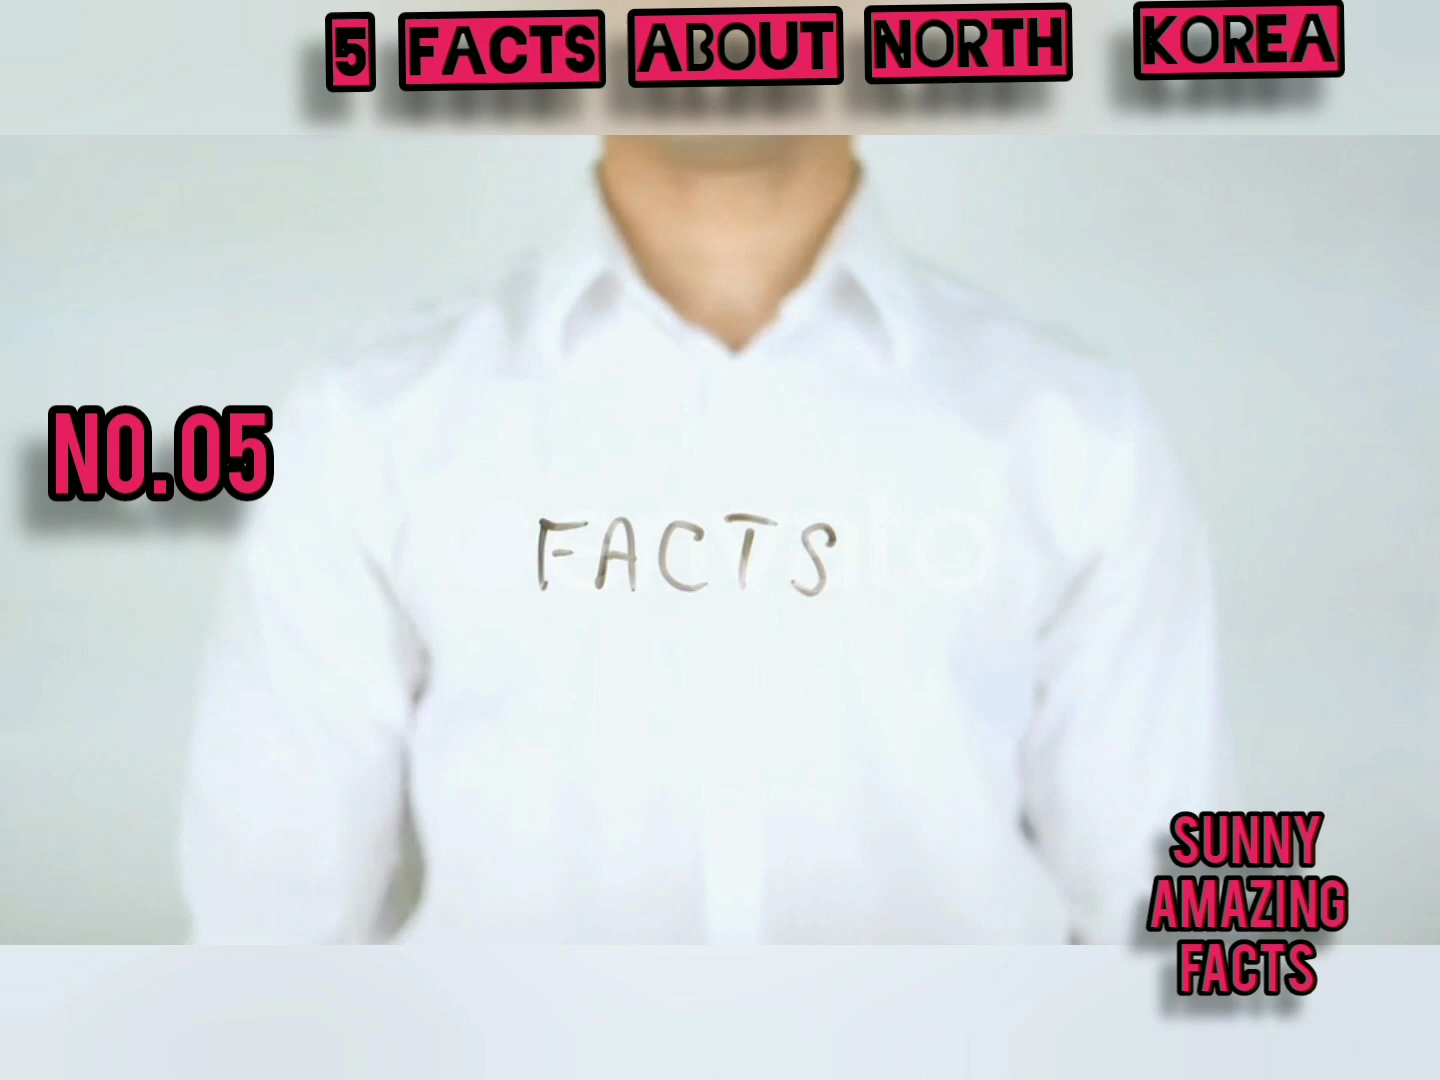 5 FACTS ABOUT NORTH KOREA
NO.05
FACTS
SUNNY
AMAZING
FACTS